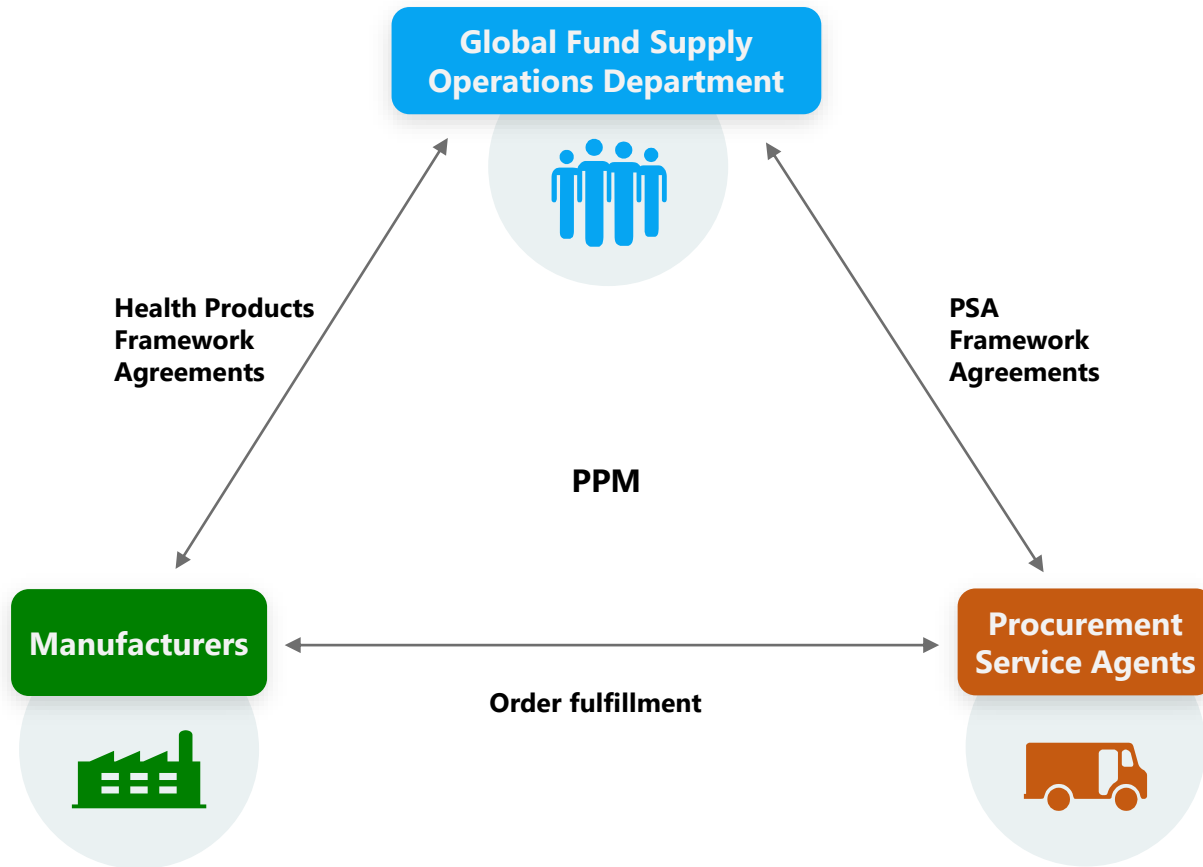 Global Fund Supply
Operations Department
Health Products
Framework
Agreements
PSA
Framework
Agreements
PPM
Manufacturers
Procurement
Service Agents
Order fulfillment